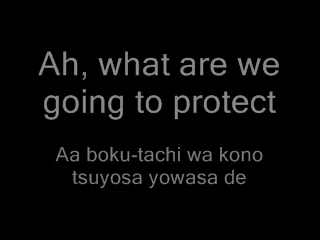 Ah, what are we
going to protect
Aa boku-tachi wa kono
tsuyosa yowasa de